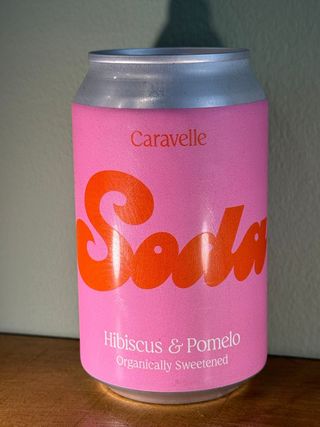 Caravelle
Soda
Hibiscus & Pomelo
Organically Sweetened